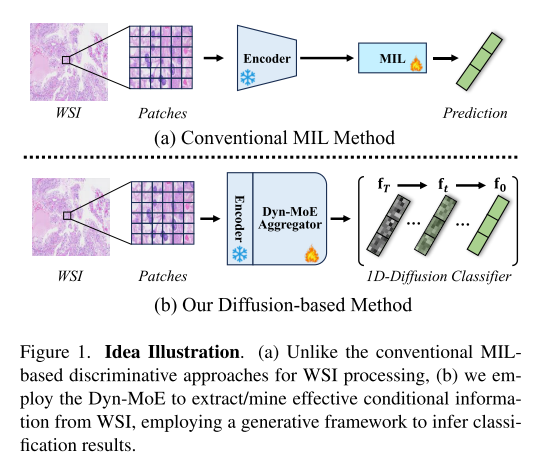 Encoder
MIL
WSI
Patches
Prediction
(a) Conventional MIL Method
f_T f_t f_0
Encoder
Dyn-MoE
Aggregator
... ...
WSI
Patches
1D-Diffusion Classifier
(b) Our Diffusion-based Method
Figure 1. Idea Illustration. (a) Unlike the conventional MIL-
based discriminative approaches for WSI processing, (b) we em-
ploy the Dyn-MoE to extract/mine effective conditional informa-
tion from WSI, employing a generative framework to infer classi-
fication results.